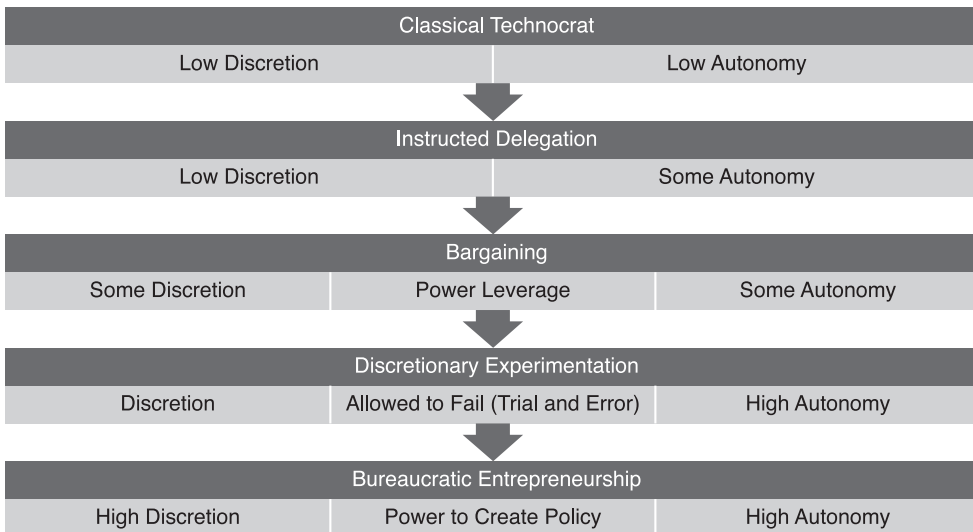 Classical Technocrat
Low Discretion Low Autonomy
Instructed Delegation
Low Discretion Some Autonomy
Bargaining
Some Discretion Power Leverage Some Autonomy
Discretionary Experimentation
Discretion Allowed to Fail (Trial and Error) High Autonomy
Bureaucratic Entrepreneurship
High Discretion Power to Create Policy High Autonomy